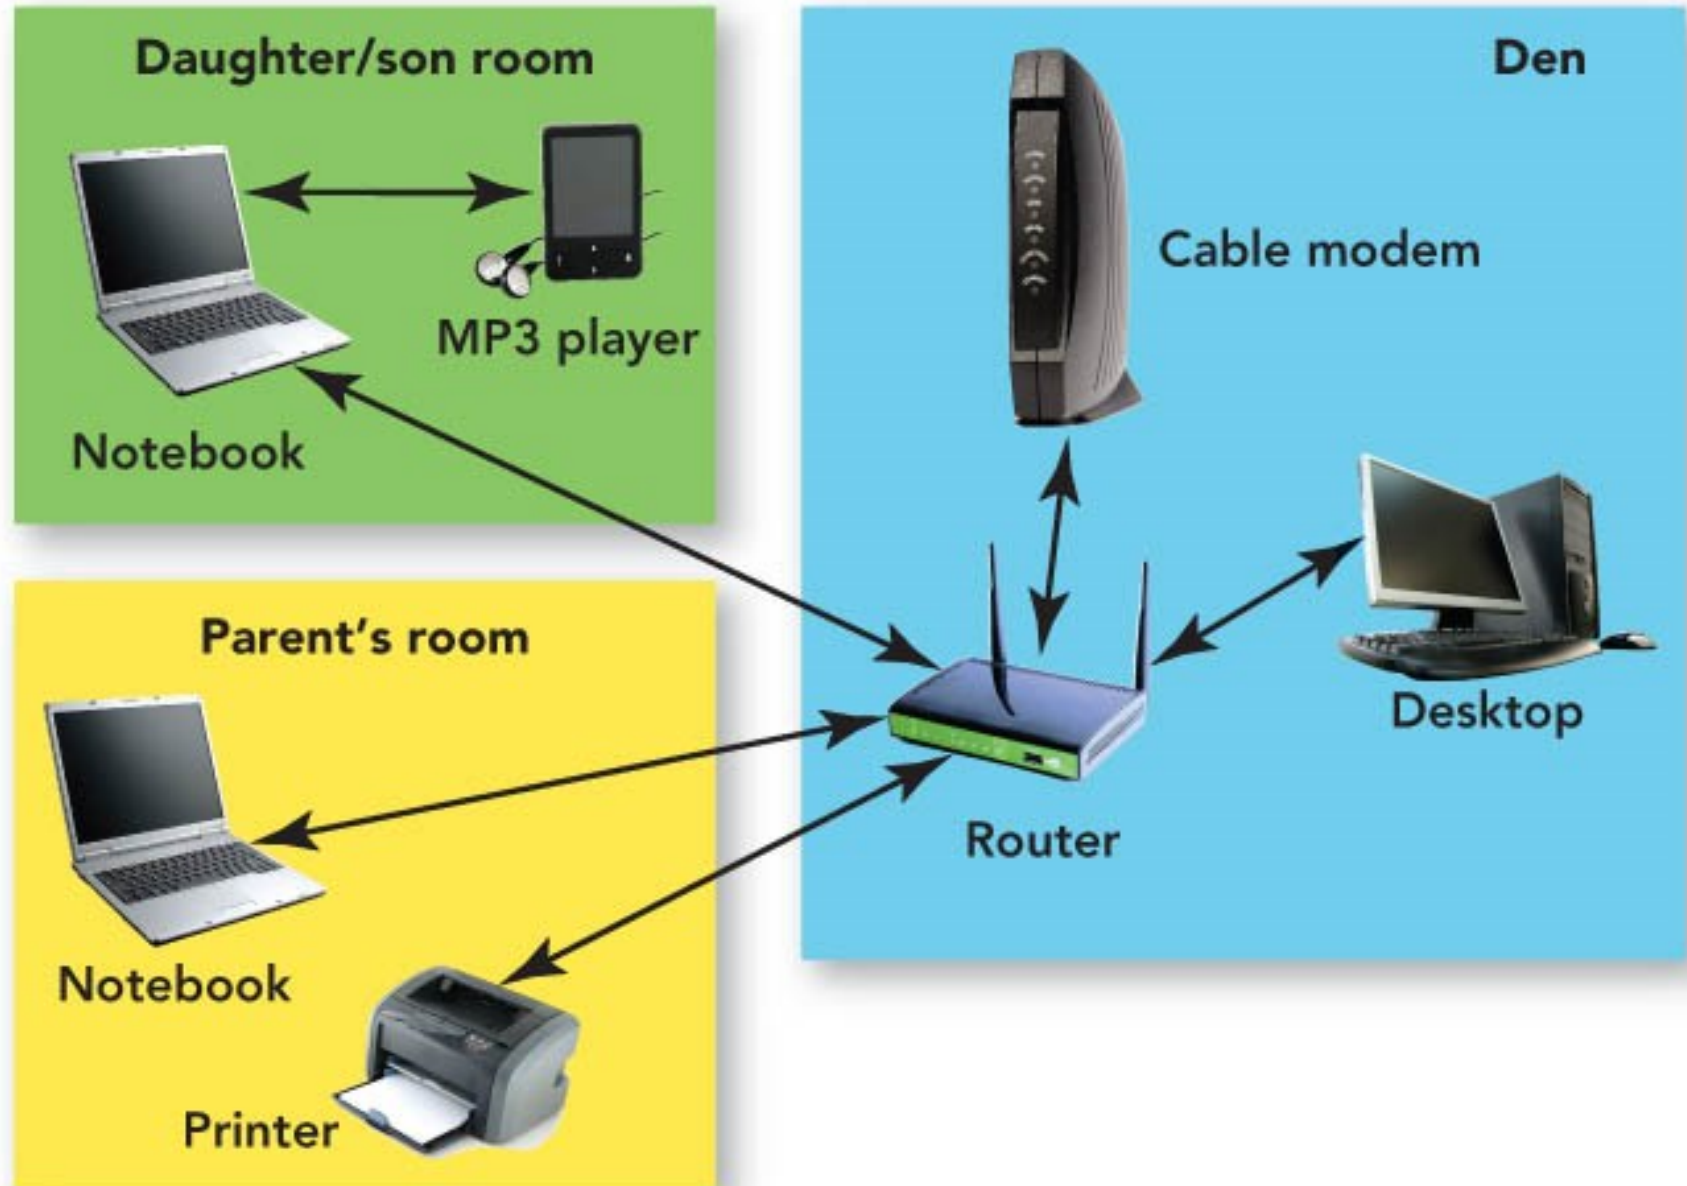 Daughter/son room
MP3 player
Notebook
Parent's room
Notebook
Printer
Den
Cable modem
Desktop
Router